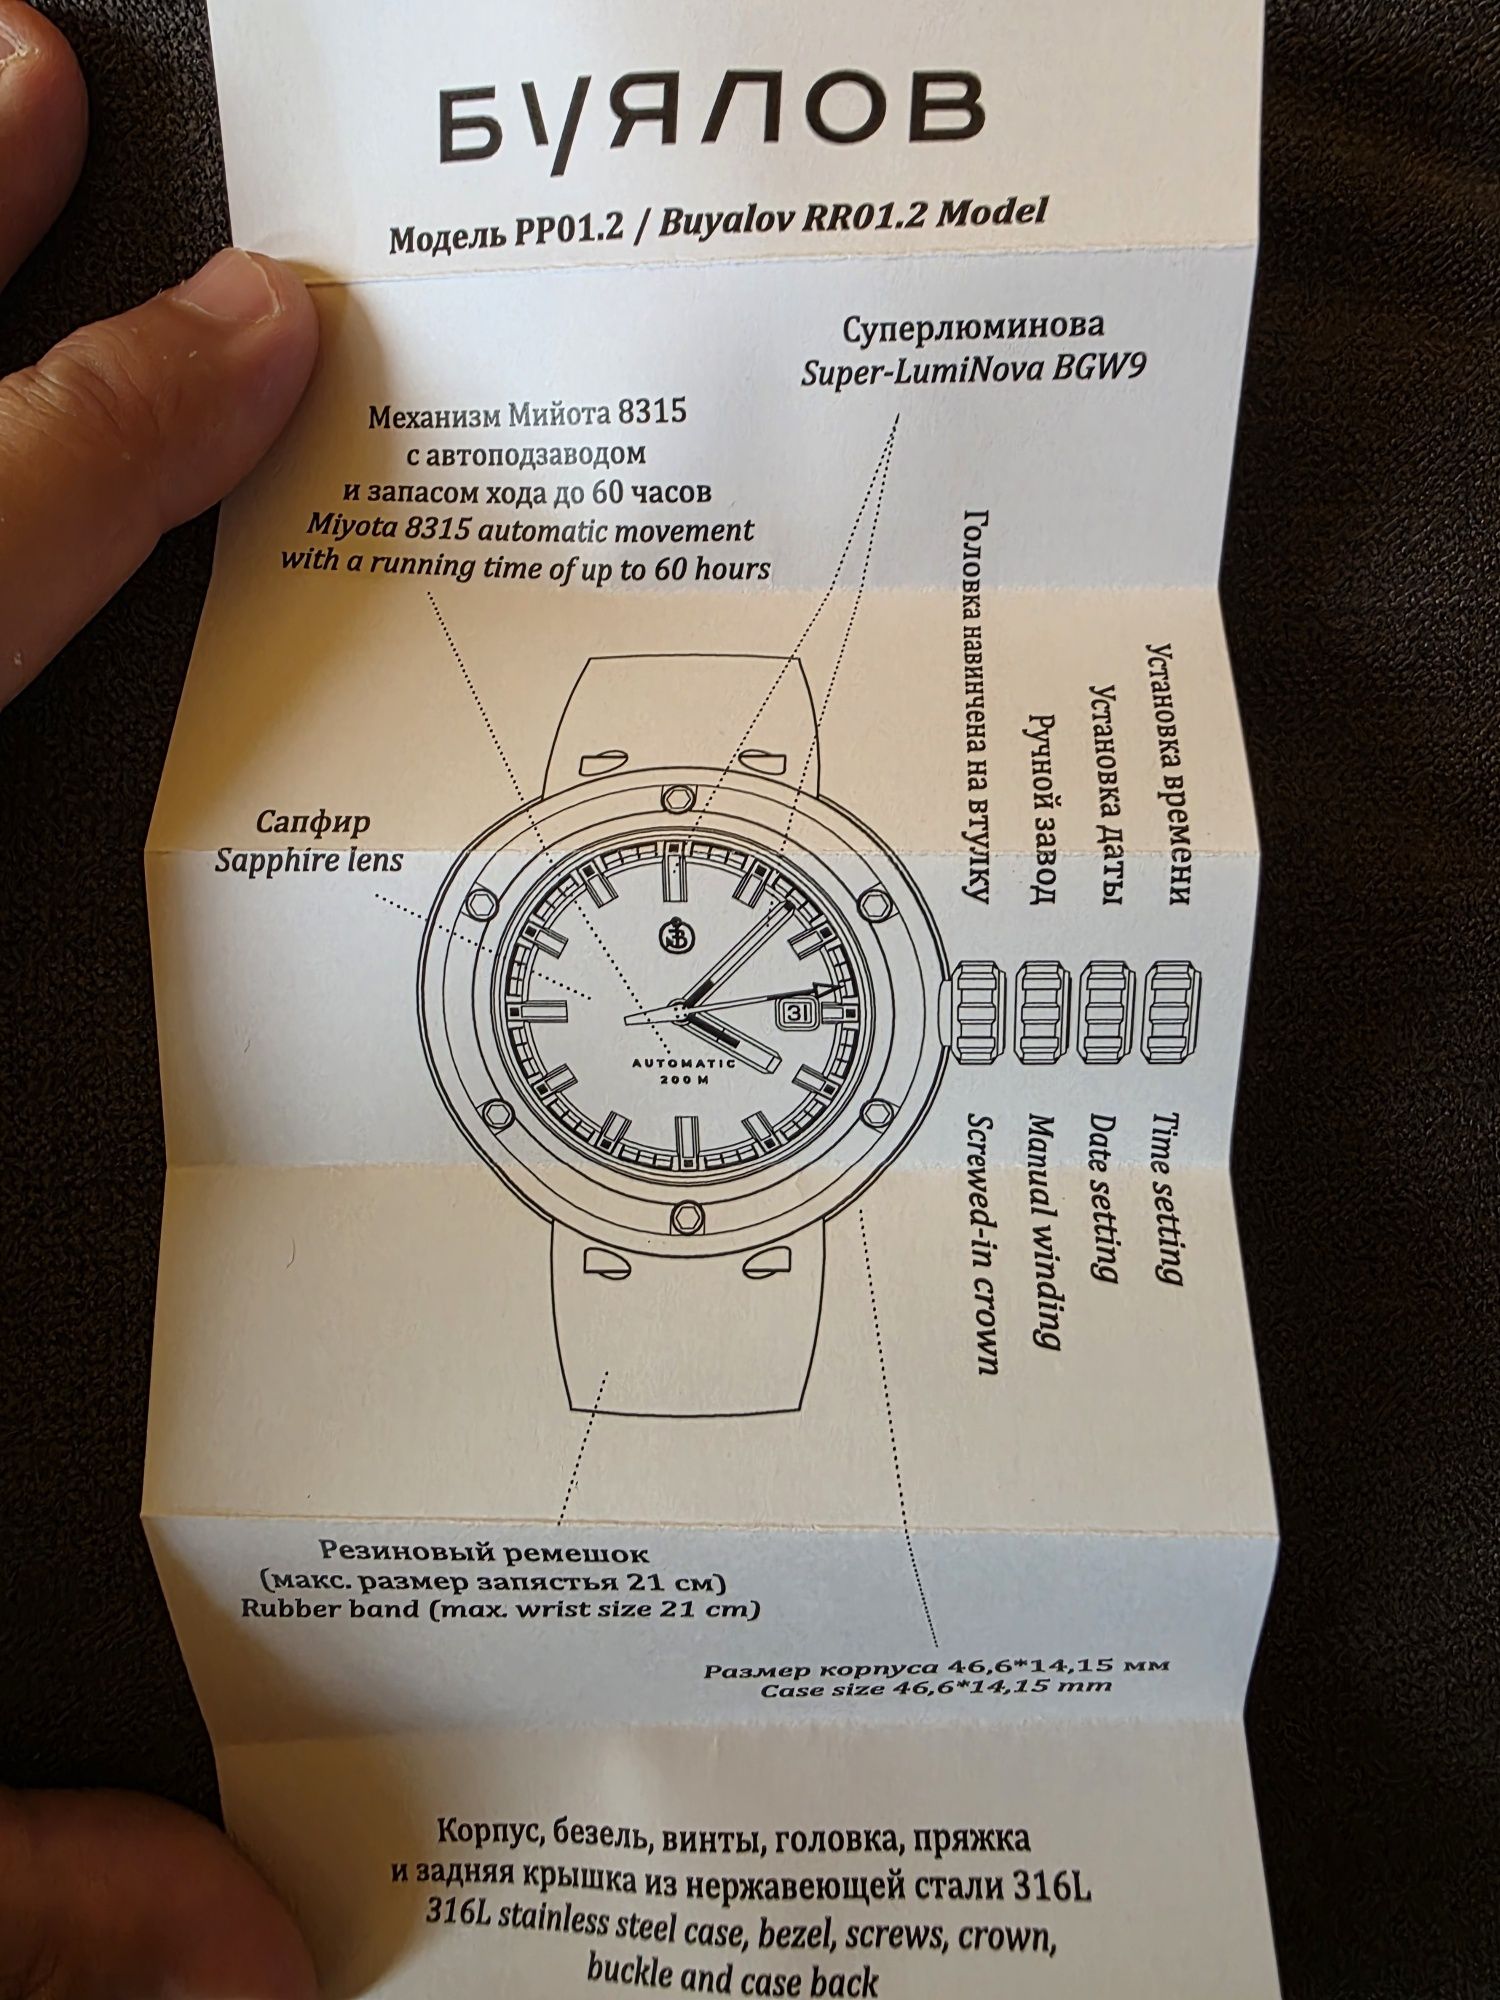 БУЯЛОВ
Модель РР01.2 / Buyalov RR01.2 Model
Суперлюминова
Super-LumiNova BGW9
Механизм Мийота 8315
с автоподзаводом
и запасом хода до 60 часов
Miyota 8315 automatic movement
with a running time of up to 60 hours
Головка навинчена на втулку
Ручной завод
Установка даты
Установка времени
Сапфир
Sapphire lens
31
AUTOMATIC
200 M
Screwed-in crown
Manual winding
Date setting
Time setting
Резиновый ремешок
(макс. размер запястья 21 см)
Rubber band (max. wrist size 21 cm)
Размер корпуса 46,6*14,15 мм
Case size 46,6*14,15 mm
Корпус, безель, винты, головка, пряжка
и задняя крышка из нержавеющей стали 316L
316L stainless steel case, bezel, screws, crown,
buckle and case back